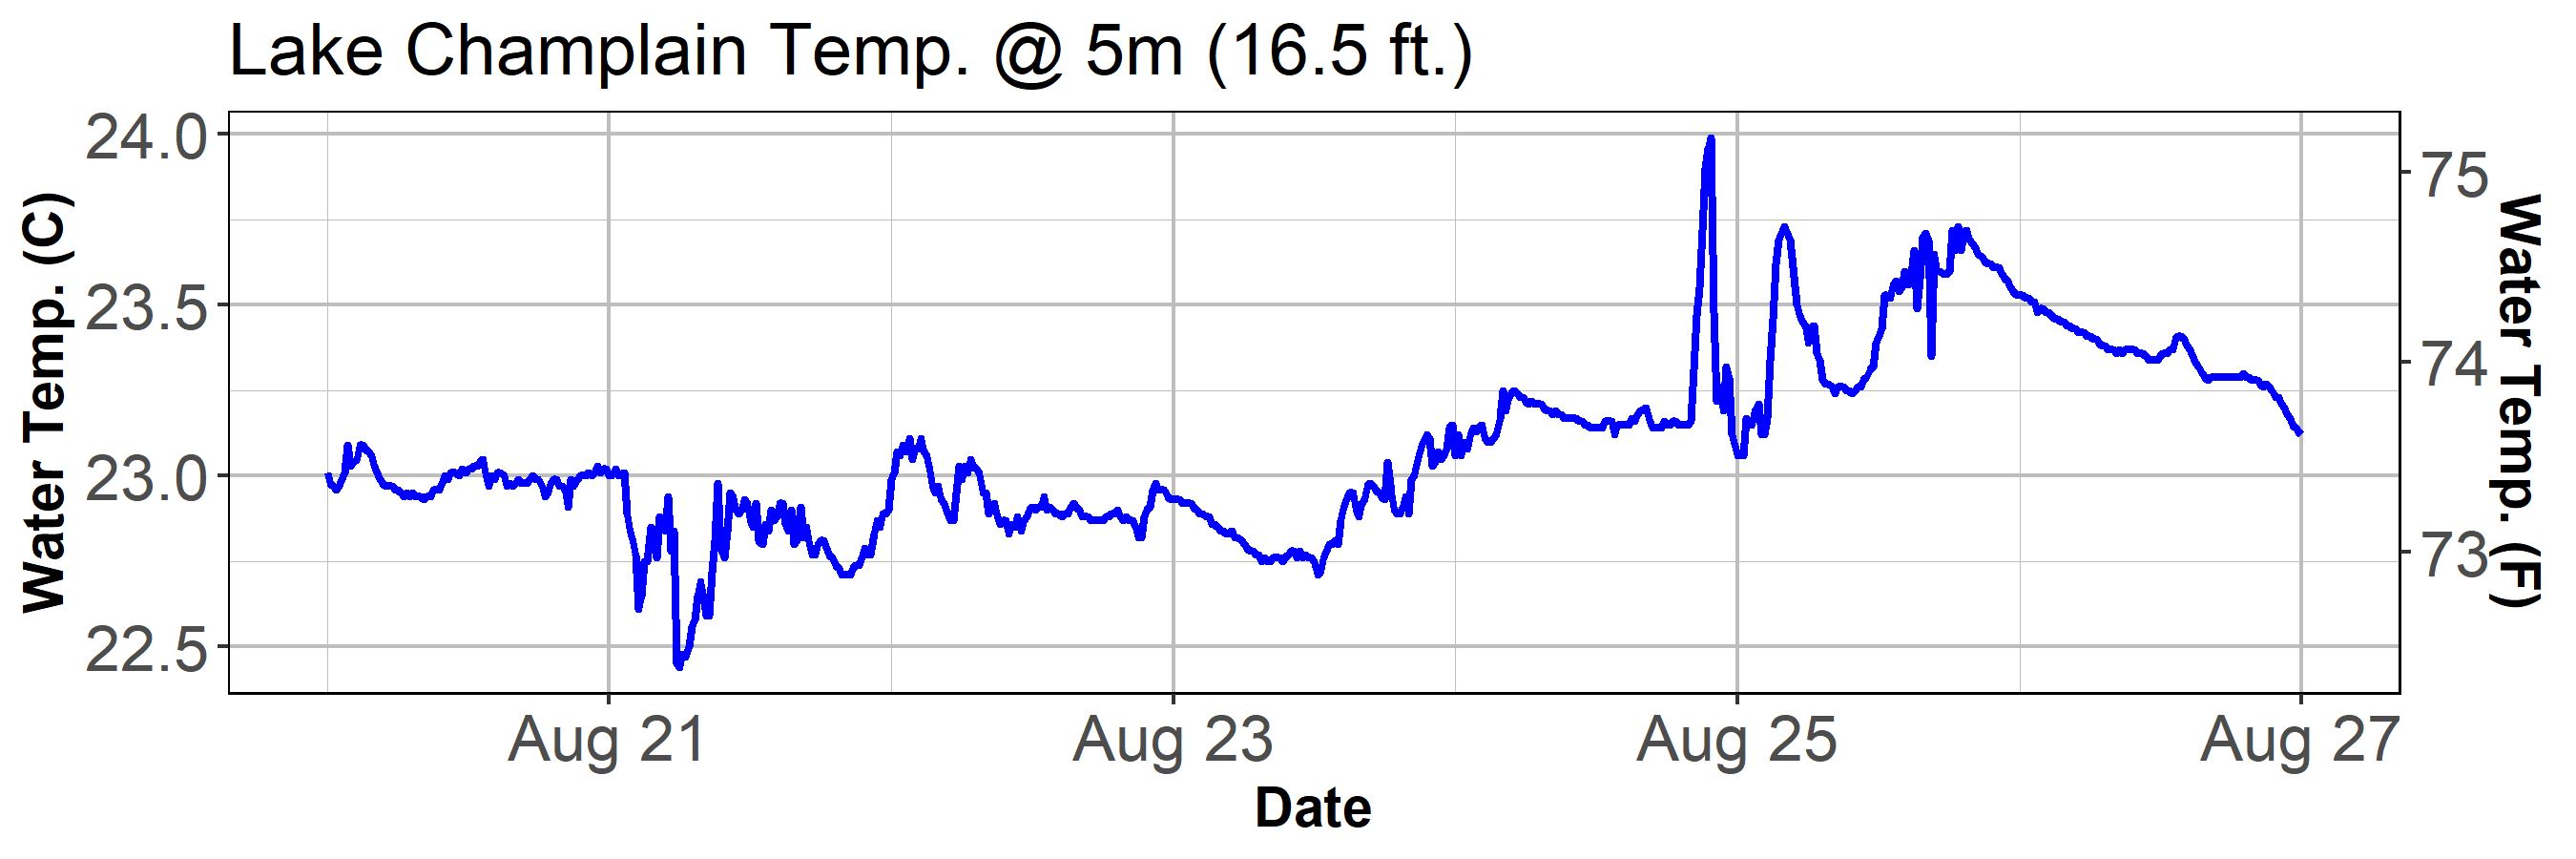 Lake Champlain Temp. @ 5m (16.5 ft.)
24.0
23.5
23.0
22.5
Water Temp. (C)
75
74
73
Water Temp. (F)
Aug 21
Aug 23
Aug 25
Aug 27
Date